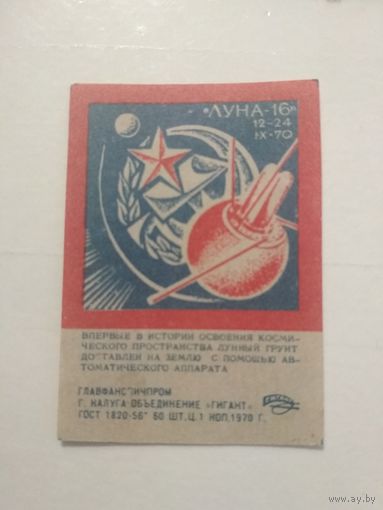 "ЛУНА-16"
12-24
IX-70
ВПЕРВЫЕ В ИСТОРИИ ОСВОЕНИЯ КОСМИ-
ЧЕСКОГО ПРОСТРАНСТВА ЛУННЫЙ ГРУНТ
ДОСТАВЛЕН НА ЗЕМЛЮ С ПОМОЩЬЮ АВ-
ТОМАТИЧЕСКОГО АППАРАТА
ГЛАВФАНСПИЧПРОМ
Г. КАЛУГА ОБЪЕДИНЕНИЕ «ГИГАНТ»
ГИГАНТ
ГОСТ 1820-56* 60 ШТ. Ц. 1 КОП. 1970 Г.
www.ay.by